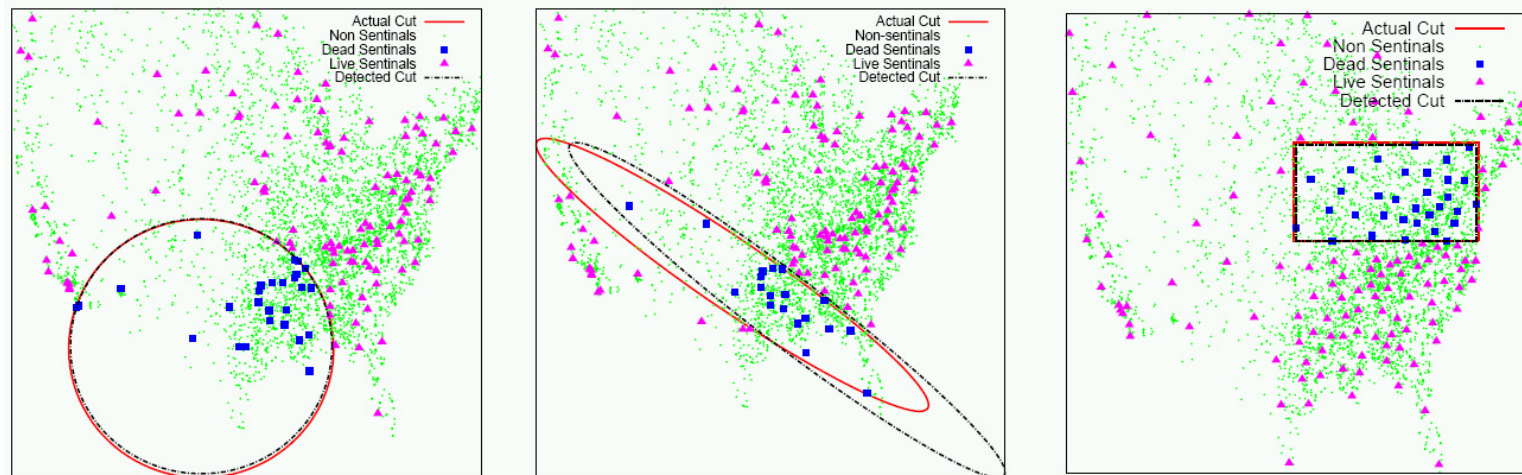 Actual Cut
Non Sentinals
Dead Sentinals
Live Sentinals
Detected Cut
Actual Cut
Non-sentinals
Dead Sentinals
Live Sentinals
Detected Cut
Actual Cut
Non Sentinals
Dead Sentinals
Live Sentinals
Detected Cut